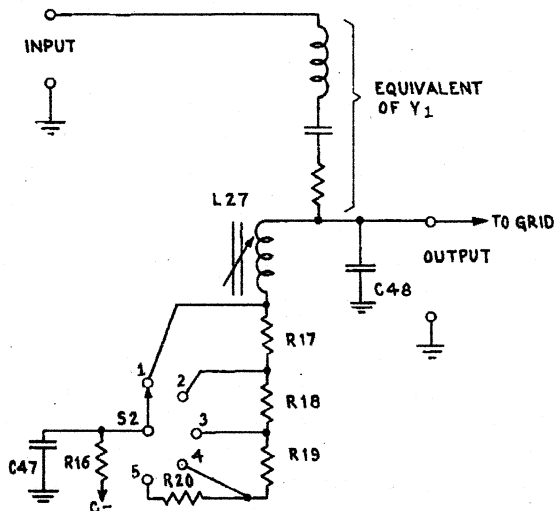 INPUT
EQUIVALENT
OF Y1
L27
TO GRID
OUTPUT
C48
R17
1
2
R18
S2
3
C47
R16
4
R19
5
R20
C-